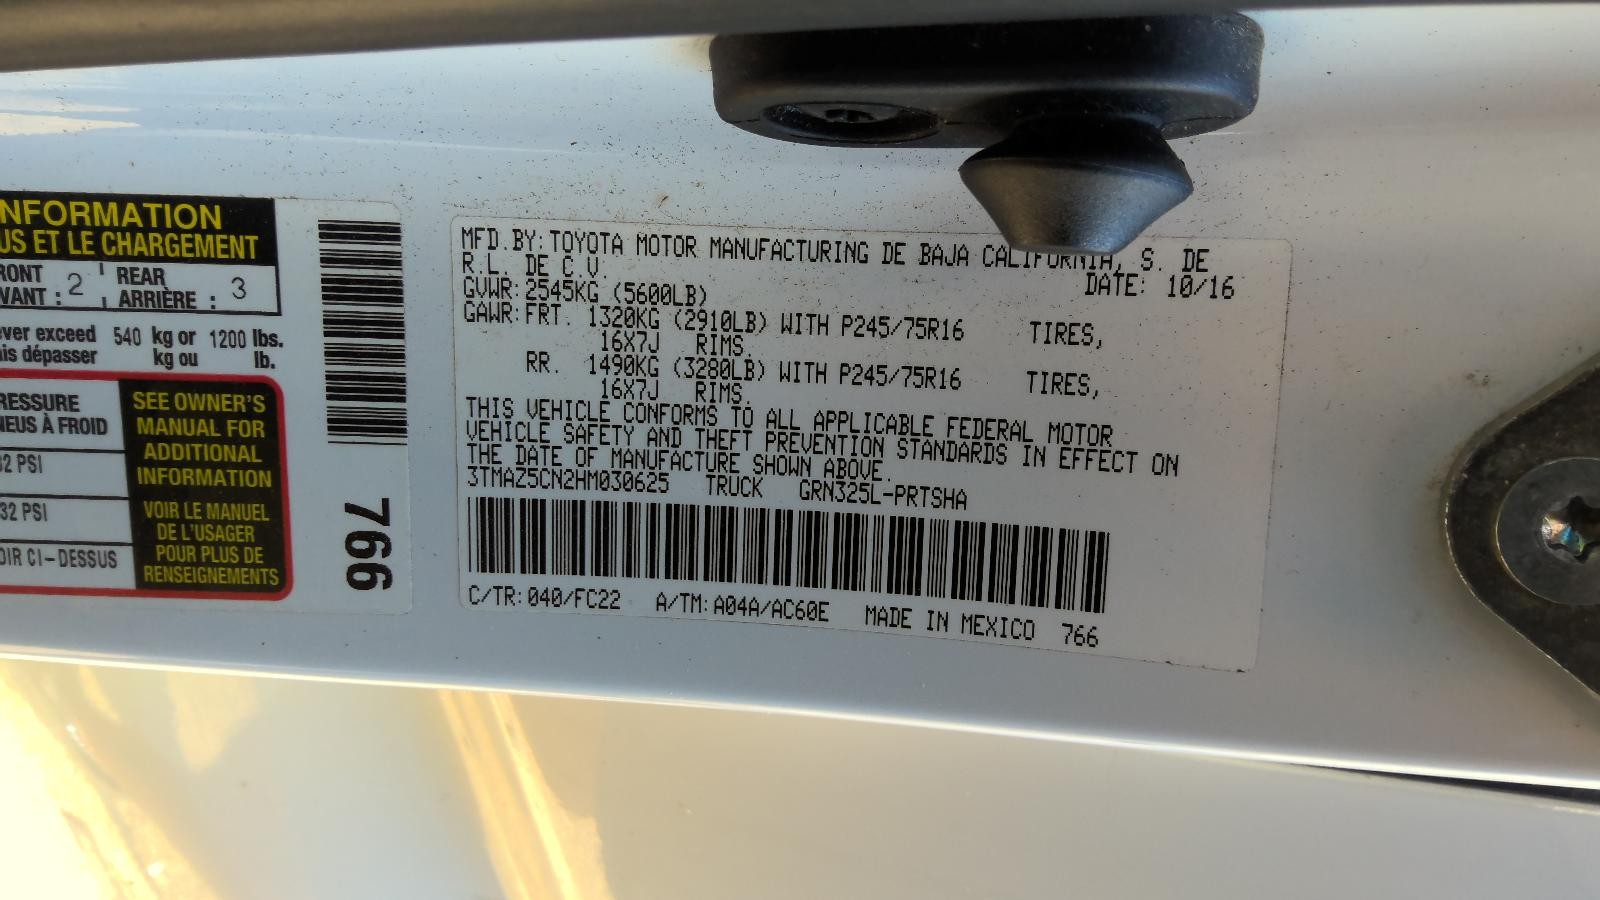 NFORMATION
US ET LE CHARGEMENT
RONT
VANT : 2
REAR
ARRIÈRE : 3
ever exceed 540 kg or 1200 lbs.
ais dépasser kg ou lb.
RESSURE
NEUS À FROID
32 PSI
32 PSI
OIR CI-DESSUS
SEE OWNER'S
MANUAL FOR
ADDITIONAL
INFORMATION
VOIR LE MANUEL
DE L'USAGER
POUR PLUS DE
RENSEIGNEMENTS
766
MFD.BY:TOYOTA MOTOR MANUFACTURING DE BAJA CALIFORNIA, S. DE
R.L. DE C.V. DATE: 10/16
GVWR:2545KG (5600LB)
GAWR:FRT. 1320KG (2910LB) WITH P245/75R16 TIRES,
16X7J RIMS.
RR. 1490KG (3280LB) WITH P245/75R16 TIRES,
16X7J RIMS.
THIS VEHICLE CONFORMS TO ALL APPLICABLE FEDERAL MOTOR
VEHICLE SAFETY AND THEFT PREVENTION STANDARDS IN EFFECT ON
THE DATE OF MANUFACTURE SHOWN ABOVE.
3TMAZ5CN2HM030625 TRUCK GRN325L-PRTSHA
C/TR:040/FC22 A/TM:A04A/AC60E MADE IN MEXICO 766